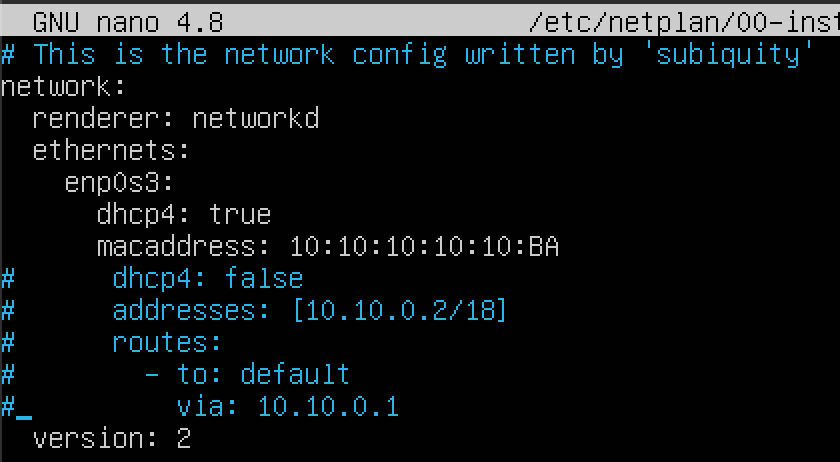 GNU nano 4.8 /etc/netplan/00-inst
# This is the network config written by 'subiquity'
network:
  renderer: networkd
  ethernets:
    enp0s3:
      dhcp4: true
      macaddress: 10:10:10:10:10:BA
#      dhcp4: false
#      addresses: [10.10.0.2/18]
#      routes:
#        - to: default
#_         via: 10.10.0.1
  version: 2